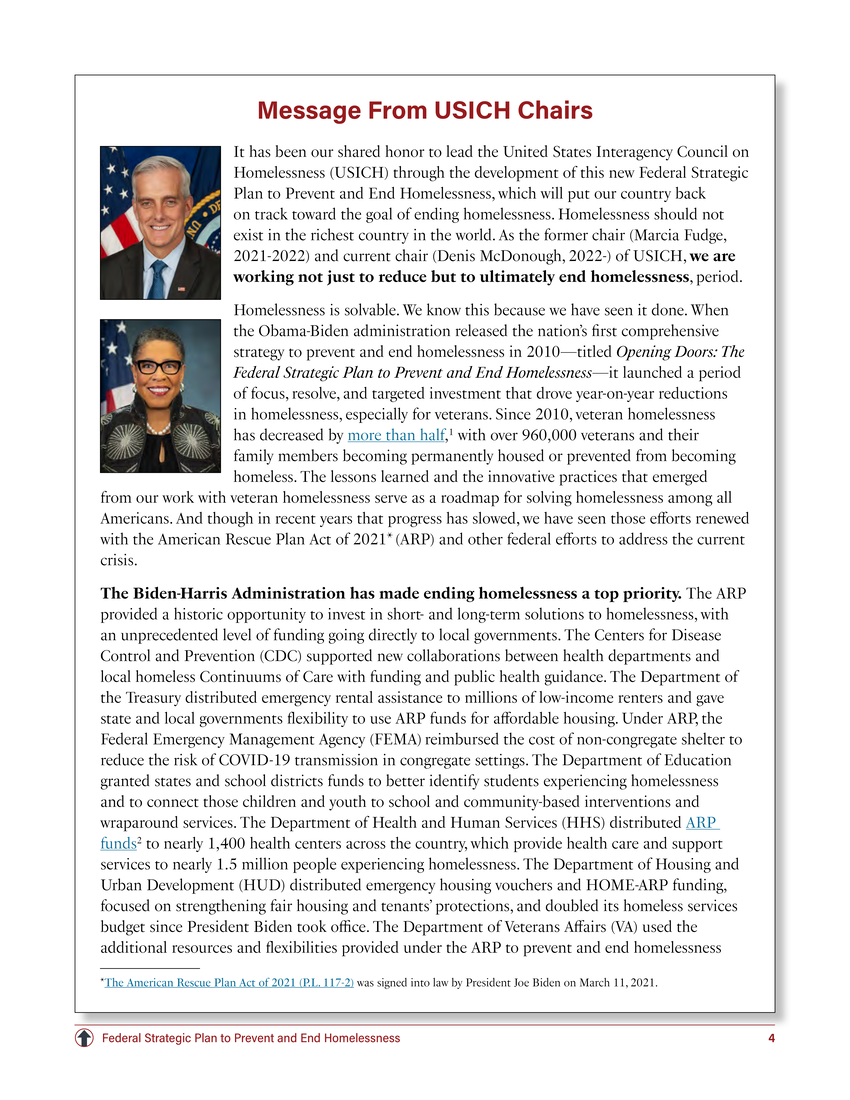 Message From USICH Chairs
It has been our shared honor to lead the United States Interagency Council on
Homelessness (USICH) through the development of this new Federal Strategic
Plan to Prevent and End Homelessness, which will put our country back
on track toward the goal of ending homelessness. Homelessness should not
exist in the richest country in the world. As the former chair (Marcia Fudge,
2021-2022) and current chair (Denis McDonough, 2022-) of USICH, we are
working not just to reduce but to ultimately end homelessness, period.
Homelessness is solvable. We know this because we have seen it done. When
the Obama-Biden administration released the nation’s first comprehensive
strategy to prevent and end homelessness in 2010—titled Opening Doors: The
Federal Strategic Plan to Prevent and End Homelessness—it launched a period
of focus, resolve, and targeted investment that drove year-on-year reductions
in homelessness, especially for veterans. Since 2010, veteran homelessness
has decreased by more than half,¹ with over 960,000 veterans and their
family members becoming permanently housed or prevented from becoming
homeless. The lessons learned and the innovative practices that emerged
from our work with veteran homelessness serve as a roadmap for solving homelessness among all
Americans. And though in recent years that progress has slowed, we have seen those efforts renewed
with the American Rescue Plan Act of 2021* (ARP) and other federal efforts to address the current
crisis.
The Biden-Harris Administration has made ending homelessness a top priority. The ARP
provided a historic opportunity to invest in short- and long-term solutions to homelessness, with
an unprecedented level of funding going directly to local governments. The Centers for Disease
Control and Prevention (CDC) supported new collaborations between health departments and
local homeless Continuums of Care with funding and public health guidance. The Department of
the Treasury distributed emergency rental assistance to millions of low-income renters and gave
state and local governments flexibility to use ARP funds for affordable housing. Under ARP, the
Federal Emergency Management Agency (FEMA) reimbursed the cost of non-congregate shelter to
reduce the risk of COVID-19 transmission in congregate settings. The Department of Education
granted states and school districts funds to better identify students experiencing homelessness
and to connect those children and youth to school and community-based interventions and
wraparound services. The Department of Health and Human Services (HHS) distributed ARP
funds² to nearly 1,400 health centers across the country, which provide health care and support
services to nearly 1.5 million people experiencing homelessness. The Department of Housing and
Urban Development (HUD) distributed emergency housing vouchers and HOME-ARP funding,
focused on strengthening fair housing and tenants’ protections, and doubled its homeless services
budget since President Biden took office. The Department of Veterans Affairs (VA) used the
additional resources and flexibilities provided under the ARP to prevent and end homelessness
*The American Rescue Plan Act of 2021 (P.L. 117-2) was signed into law by President Joe Biden on March 11, 2021.
Federal Strategic Plan to Prevent and End Homelessness 4